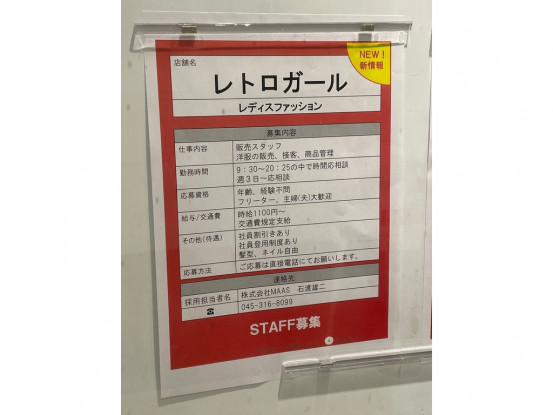 NEW!
新情報
店舗名
レトロガール
レディスファッション
募集内容
仕事内容 販売スタッフ
洋服の販売、接客、商品管理
勤務時間 9:30〜20:25の中で時間応相談
週3日〜応相談
応募資格 年齢、経験不問
フリーター、主婦(夫)大歓迎
給与/交通費 時給1100円〜
交通費規定支給
その他(待遇) 社員割引きあり
社員登用制度あり
髪型、ネイル自由
応募方法 ご応募は直接電話にてお願いします。
連絡先
採用担当者名 株式会社MAAS 石渡雄二
☎ 045-316-8099
STAFF募集